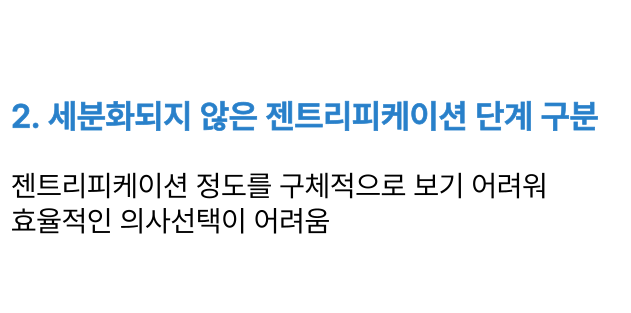 2. 세분화되지 않은 젠트리피케이션 단계 구분
젠트리피케이션 정도를 구체적으로 보기 어려워
효율적인 의사선택이 어려움